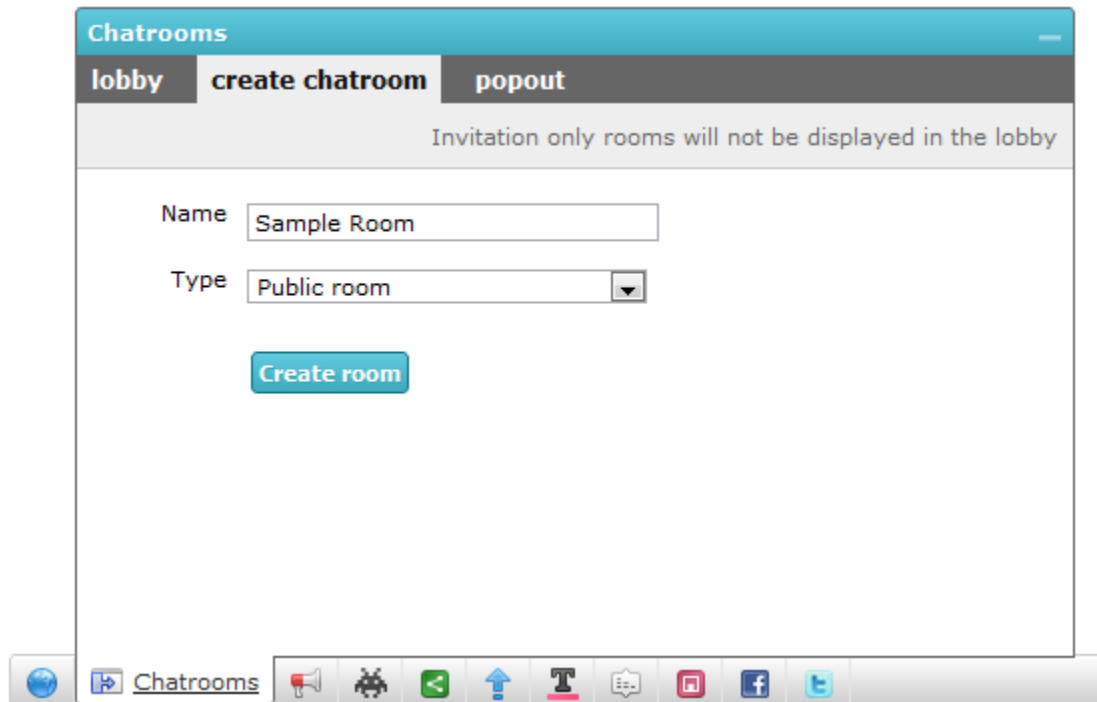 Chatrooms
lobby create chatroom popout
Invitation only rooms will not be displayed in the lobby
Name Sample Room
Type Public room
Create room
Chatrooms